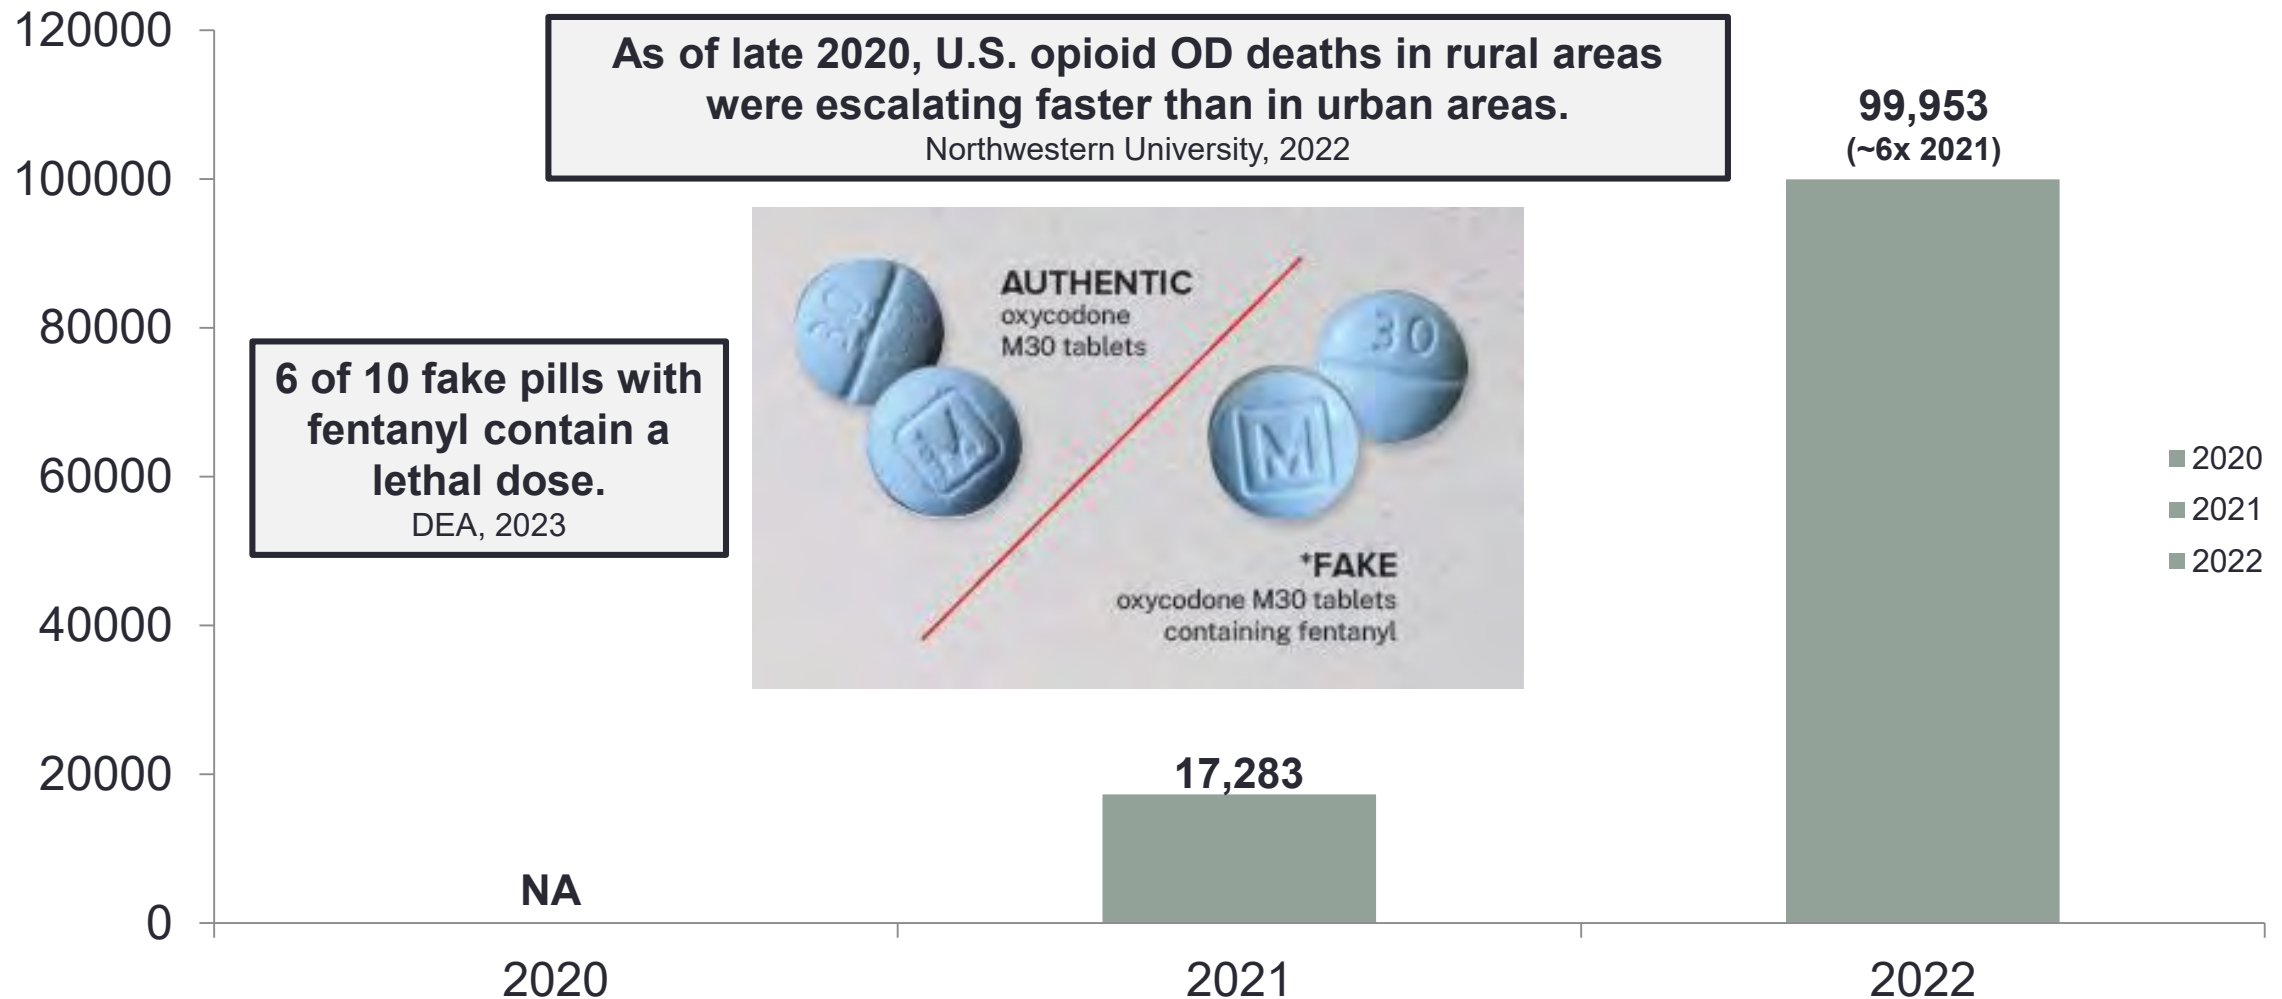 120000
100000
80000
60000
40000
20000
0
As of late 2020, U.S. opioid OD deaths in rural areas
were escalating faster than in urban areas.
Northwestern University, 2022
99,953
(~6x 2021)
6 of 10 fake pills with
fentanyl contain a
lethal dose.
DEA, 2023
30
M
AUTHENTIC
oxycodone
M30 tablets
30
M
*FAKE
oxycodone M30 tablets
containing fentanyl
17,283
NA
2020
2021
2022
2020
2021
2022